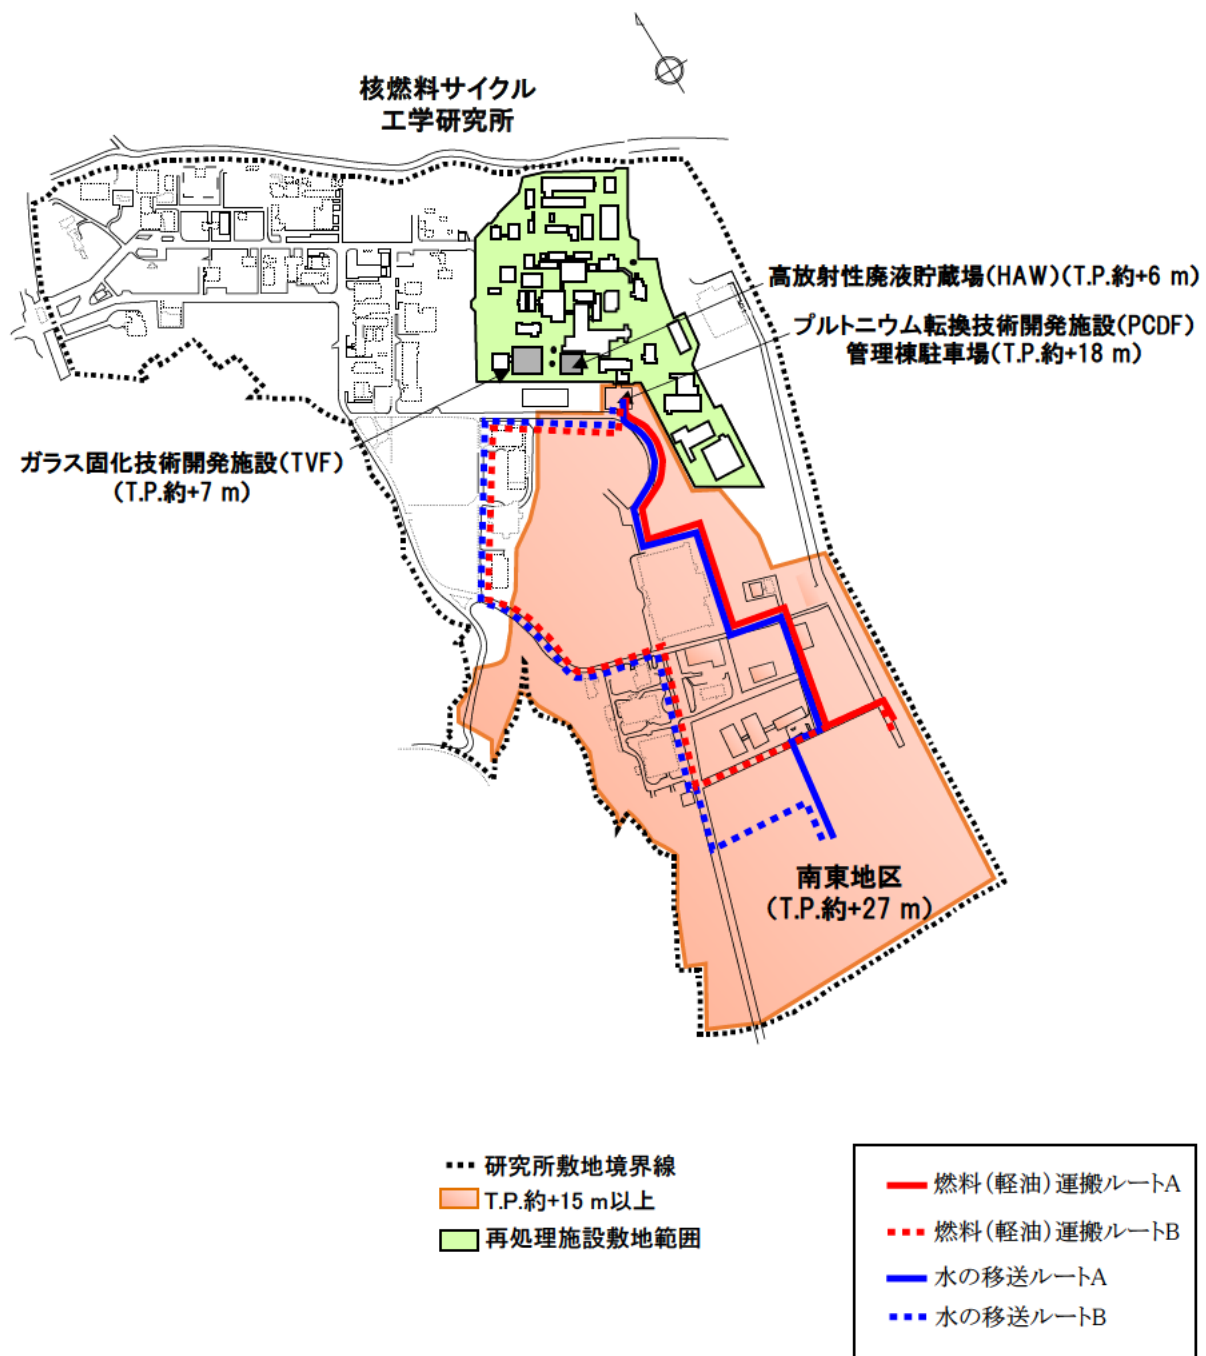 核燃料サイクル
工学研究所
高放射性廃液貯蔵場(HAW)(T.P.約+6 m)
プルトニウム転換技術開発施設(PCDF)
管理棟駐車場(T.P.約+18 m)
ガラス固化技術開発施設(TVF)
(T.P.約+7 m)
南東地区
(T.P.約+27 m)
研究所敷地境界線
T.P.約+15 m以上
再処理施設敷地範囲
燃料(軽油)運搬ルートA
燃料(軽油)運搬ルートB
水の移送ルートA
水の移送ルートB